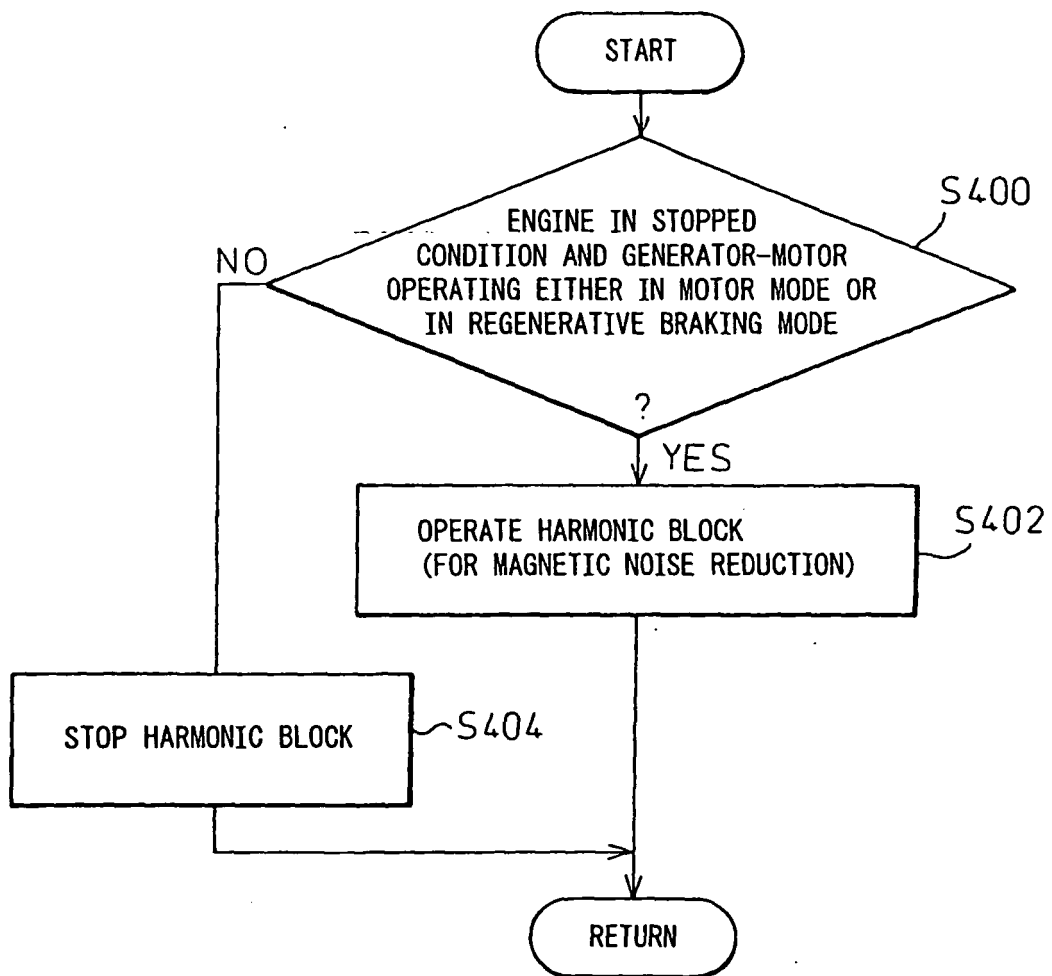 START
S400
ENGINE IN STOPPED
CONDITION AND GENERATOR-MOTOR
OPERATING EITHER IN MOTOR MODE OR
IN REGENERATIVE BRAKING MODE
?
NO
YES
OPERATE HARMONIC BLOCK
(FOR MAGNETIC NOISE REDUCTION)
S402
STOP HARMONIC BLOCK
S404
RETURN